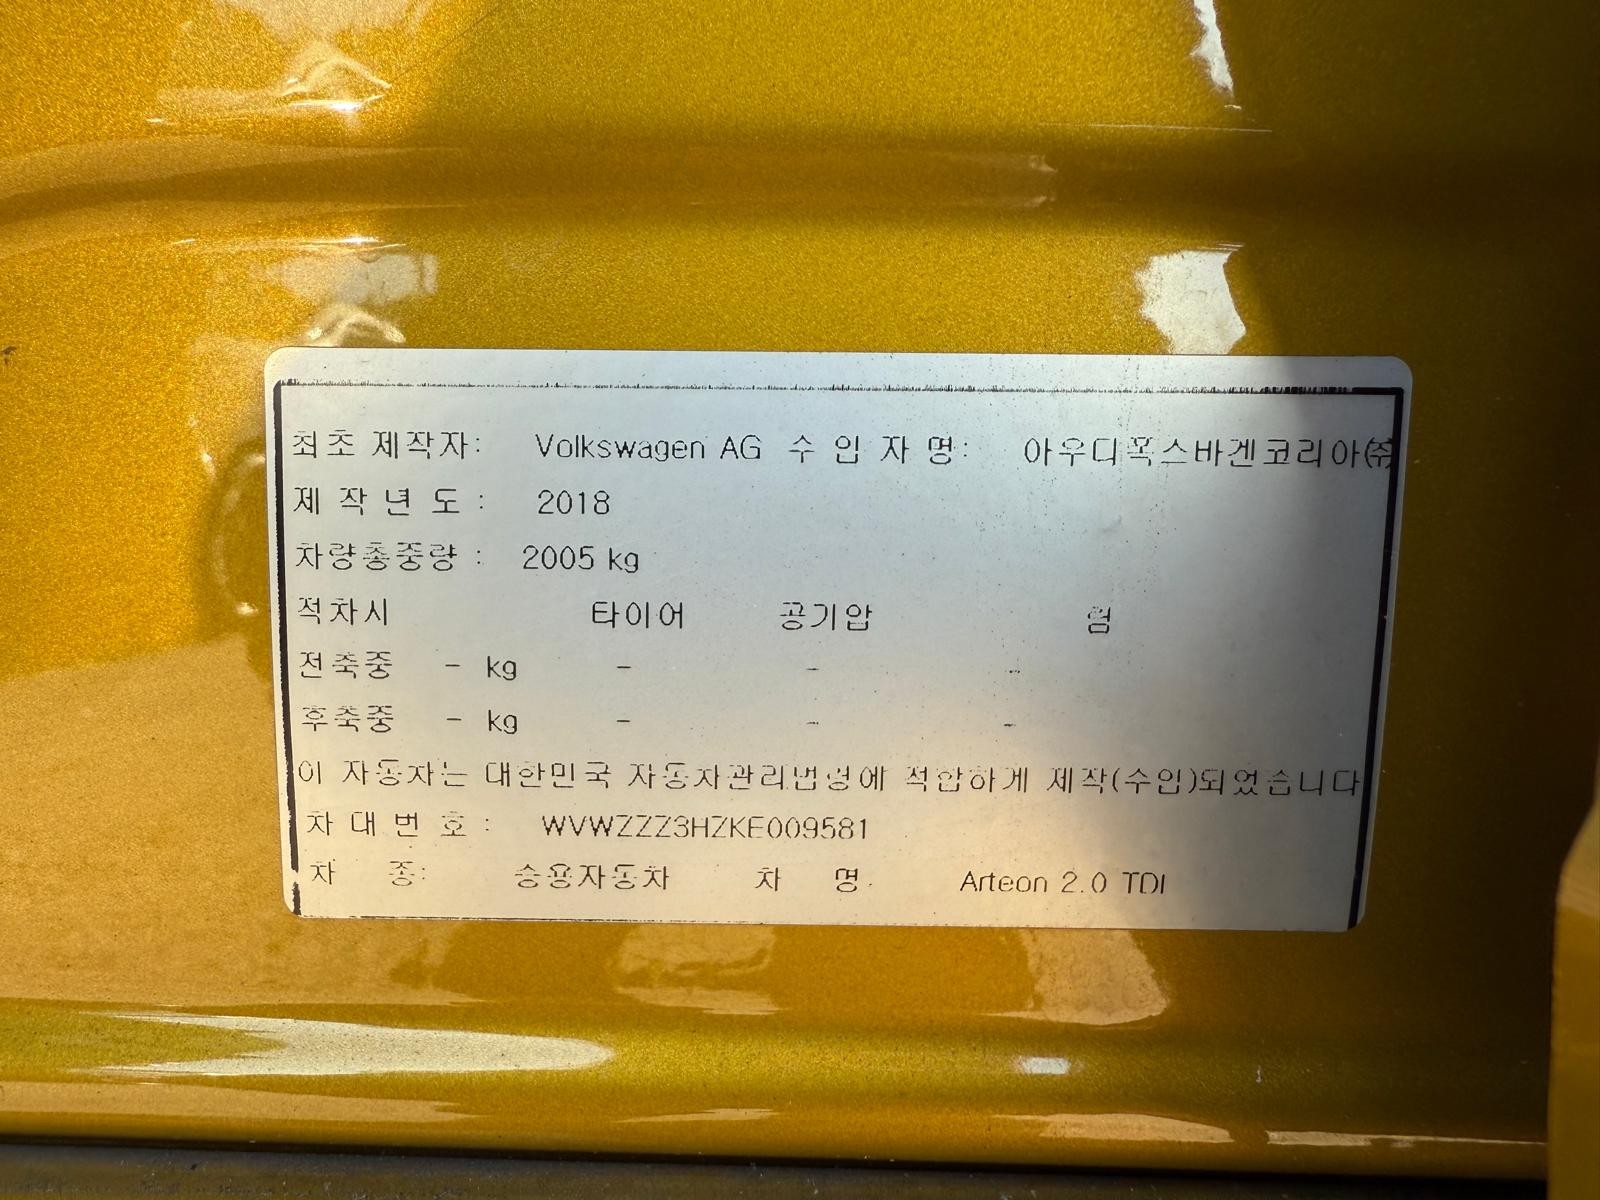 최초 제작자: Volkswagen AG 수 입 자 명: 아우디폭스바겐코리아㈜
제 작 년 도 : 2018
차량총중량 : 2005 kg
적차시 타이어 공기압 림
전축중 - kg - - -
후축중 - kg - - -
이 자동차는 대한민국 자동차관리법령에 적합하게 제작(수입)되었습니다
차 대 번 호 : WVWZZZ3HZKE009581
차 종: 승용자동차 차 명: Arteon 2.0 TDI